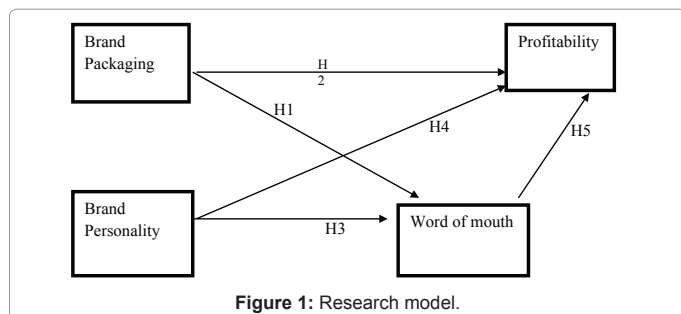 Brand
Packaging
Profitability
H
2
H1
H4
H5
Brand
Personality
H3
Word of mouth
Figure 1: Research model.